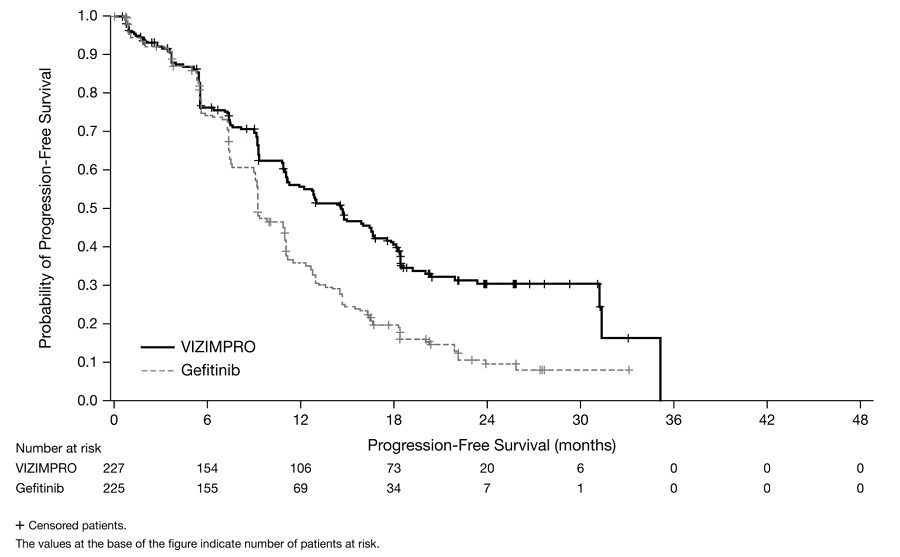 Probability of Progression-Free Survival
1.0
0.9
0.8
0.7
0.6
0.5
0.4
0.3
0.2
0.1
0.0
VIZIMPRO
Gefitinib
0 6 12 18 24 30 36 42 48
Progression-Free Survival (months)
Number at risk
VIZIMPRO 227 154 106 73 20 6 0 0 0
Gefitinib 225 155 69 34 7 1 0 0 0
+ Censored patients.
The values at the base of the figure indicate number of patients at risk.